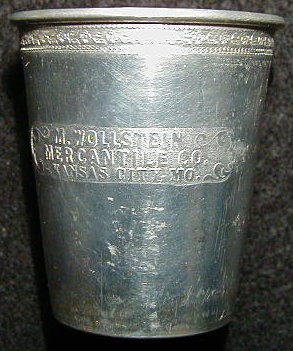 M. WOLLSTEIN
MERCANTILE CO.
KANSAS CITY MO.